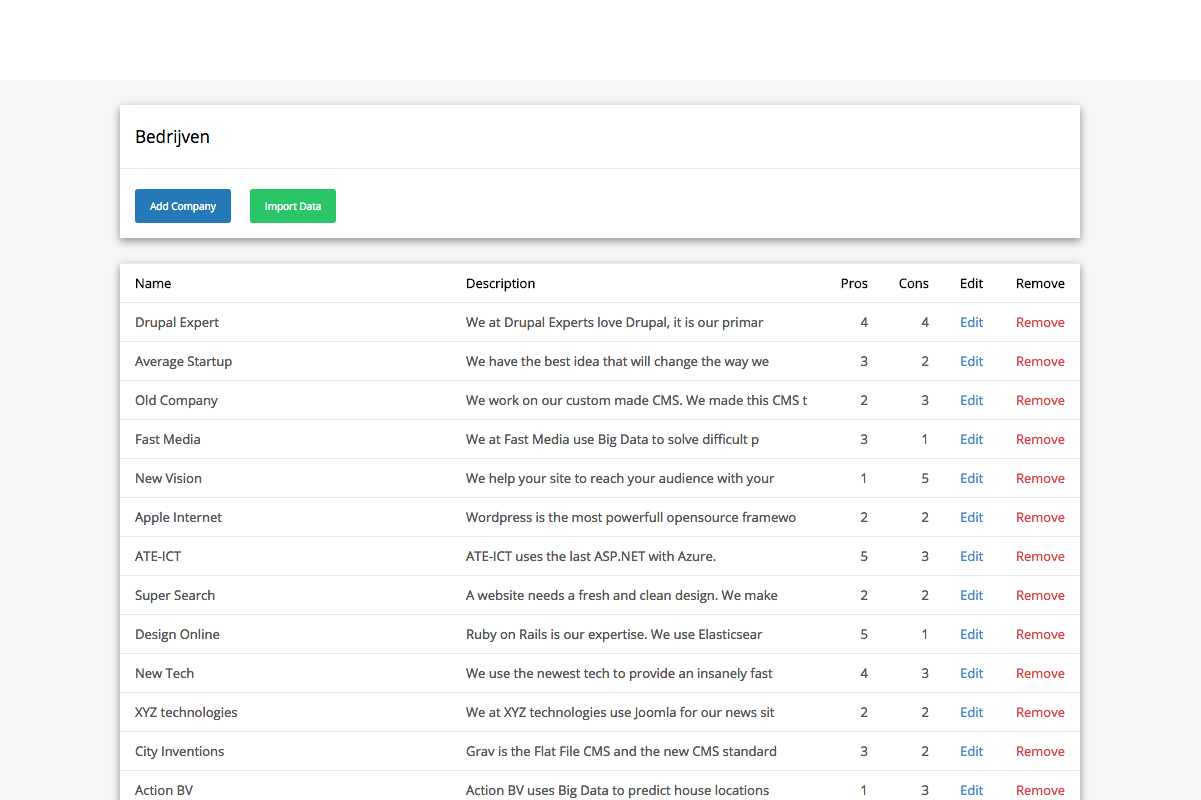 Bedrijven
Add Company Import Data
Name Description Pros Cons Edit Remove
Drupal Expert We at Drupal Experts love Drupal, it is our primar 4 4 Edit Remove
Average Startup We have the best idea that will change the way we 3 2 Edit Remove
Old Company We work on our custom made CMS. We made this CMS t 2 3 Edit Remove
Fast Media We at Fast Media use Big Data to solve difficult p 3 1 Edit Remove
New Vision We help your site to reach your audience with your 1 5 Edit Remove
Apple Internet Wordpress is the most powerfull opensource framewo 2 2 Edit Remove
ATE-ICT ATE-ICT uses the last ASP.NET with Azure. 5 3 Edit Remove
Super Search A website needs a fresh and clean design. We make 2 2 Edit Remove
Design Online Ruby on Rails is our expertise. We use Elasticsear 5 1 Edit Remove
New Tech We use the newest tech to provide an insanely fast 4 3 Edit Remove
XYZ technologies We at XYZ technologies use Joomla for our news sit 2 2 Edit Remove
City Inventions Grav is the Flat File CMS and the new CMS standard 3 2 Edit Remove
Action BV Action BV uses Big Data to predict house locations 1 3 Edit Remove